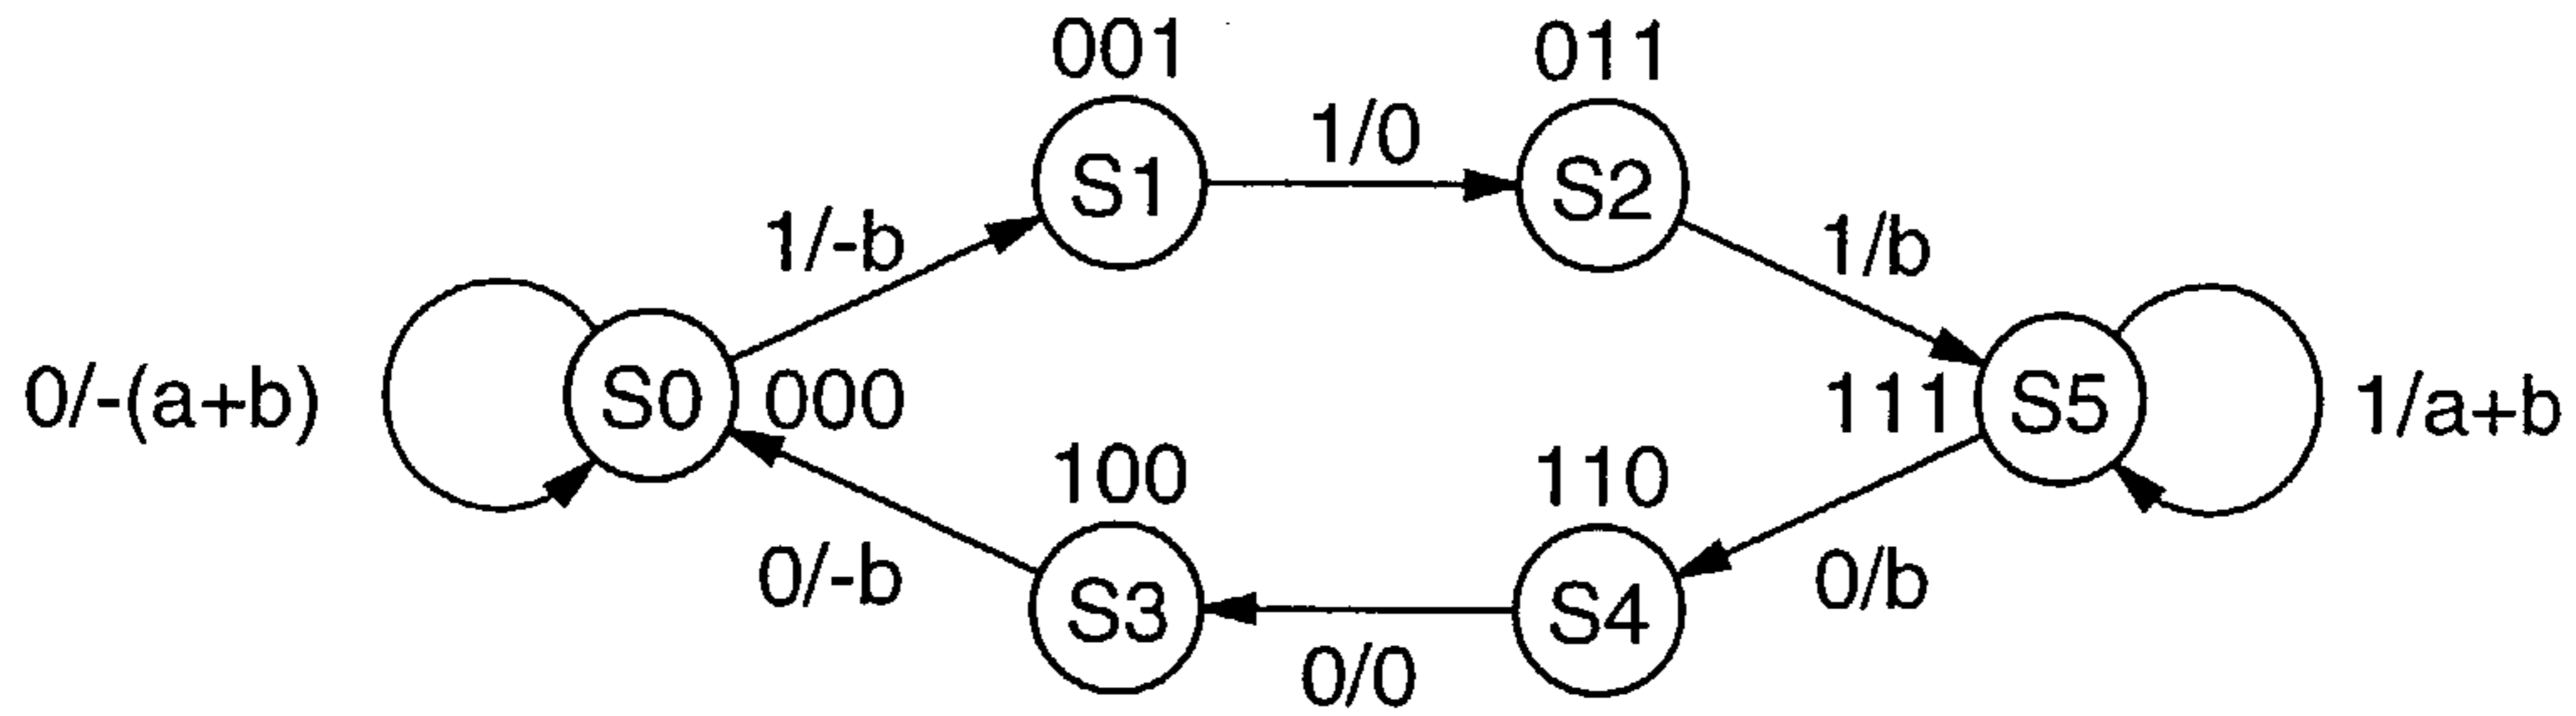 001
011
1/0
S1
S2
1/-b
1/b
0/-(a+b)
S0
000
111
S5
1/a+b
100
110
0/-b
S3
S4
0/b
0/0